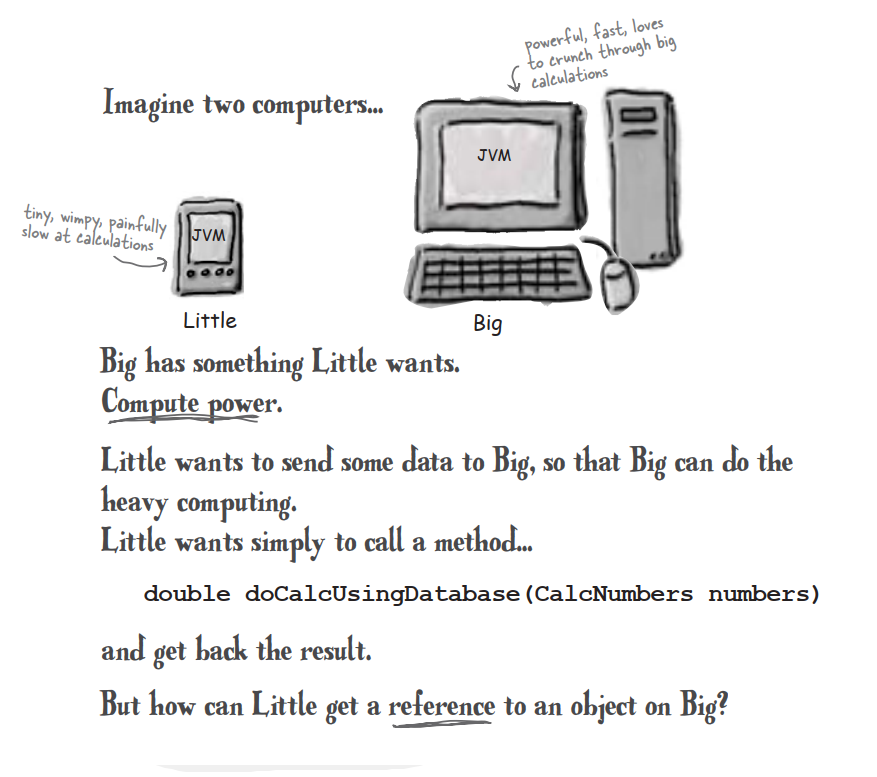 powerful, fast, loves
to crunch through big
calculations
Imagine two computers...
JVM
tiny, wimpy, painfully
slow at calculations
JVM
Little
Big
Big has something Little wants.
Compute power.
Little wants to send some data to Big, so that Big can do the
heavy computing.
Little wants simply to call a method...
double doCalcUsingDatabase(CalcNumbers numbers)
and get back the result.
But how can Little get a reference to an object on Big?